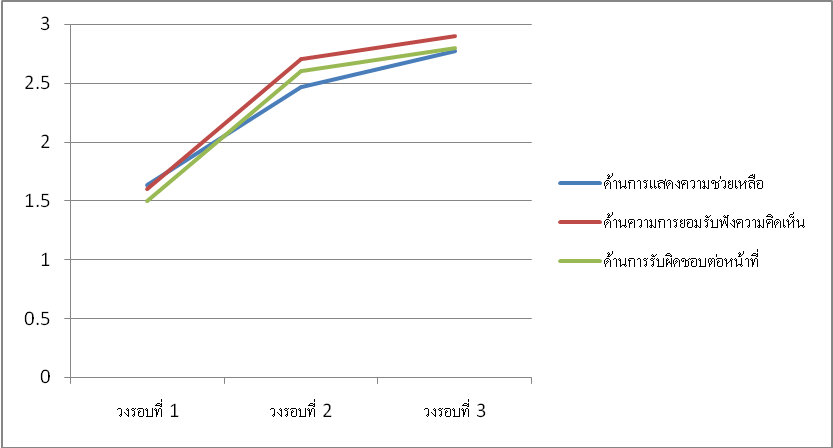 3
2.5
2
1.5
1
0.5
0
วงรอบที่ 1
วงรอบที่ 2
วงรอบที่ 3
ด้านการแสดงความช่วยเหลือ
ด้านความการยอมรับฟังความคิดเห็น
ด้านการรับผิดชอบต่อหน้าที่